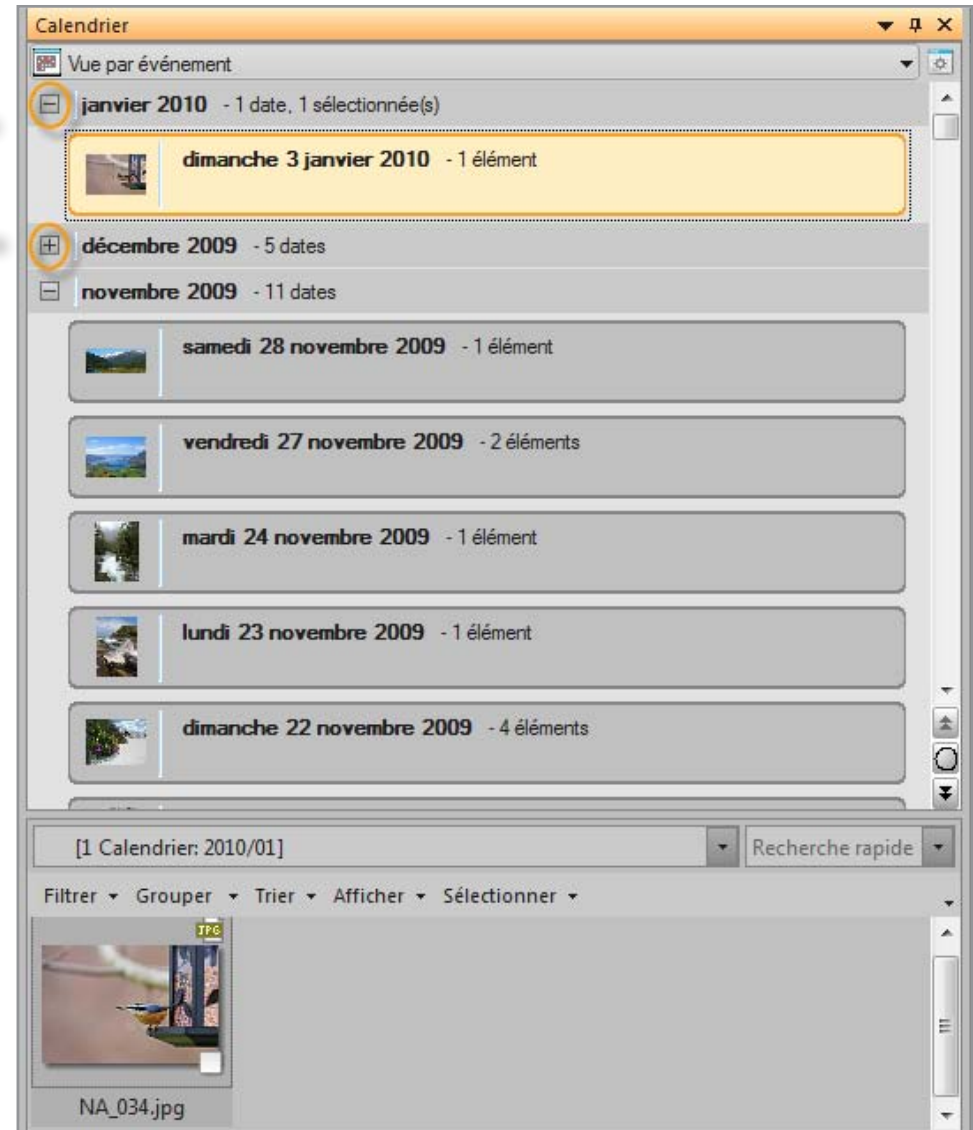 Calendrier
Vue par événement
janvier 2010 - 1 date, 1 sélectionnée(s)
dimanche 3 janvier 2010 - 1 élément
décembre 2009 - 5 dates
novembre 2009 - 11 dates
samedi 28 novembre 2009 - 1 élément
vendredi 27 novembre 2009 - 2 éléments
mardi 24 novembre 2009 - 1 élément
lundi 23 novembre 2009 - 1 élément
dimanche 22 novembre 2009 - 4 éléments
[1 Calendrier: 2010/01] Recherche rapide
Filtrer Grouper Trier Afficher Sélectionner
JPG
NA_034.jpg